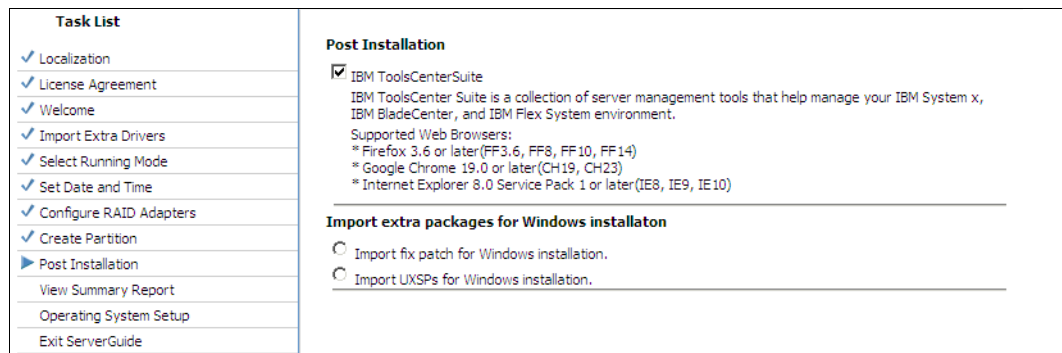 Task List
Localization
License Agreement
Welcome
Import Extra Drivers
Select Running Mode
Set Date and Time
Configure RAID Adapters
Create Partition
Post Installation
View Summary Report
Operating System Setup
Exit ServerGuide
Post Installation
IBM ToolsCenterSuite
IBM ToolsCenter Suite is a collection of server management tools that help manage your IBM System x,
IBM BladeCenter, and IBM Flex System environment.
Supported Web Browsers:
* Firefox 3.6 or later(FF3.6, FF8, FF10, FF14)
* Google Chrome 19.0 or later(CH19, CH23)
* Internet Explorer 8.0 Service Pack 1 or later(IE8, IE9, IE10)
Import extra packages for Windows installaton
Import fix patch for Windows installation.
Import UXSPs for Windows installation.